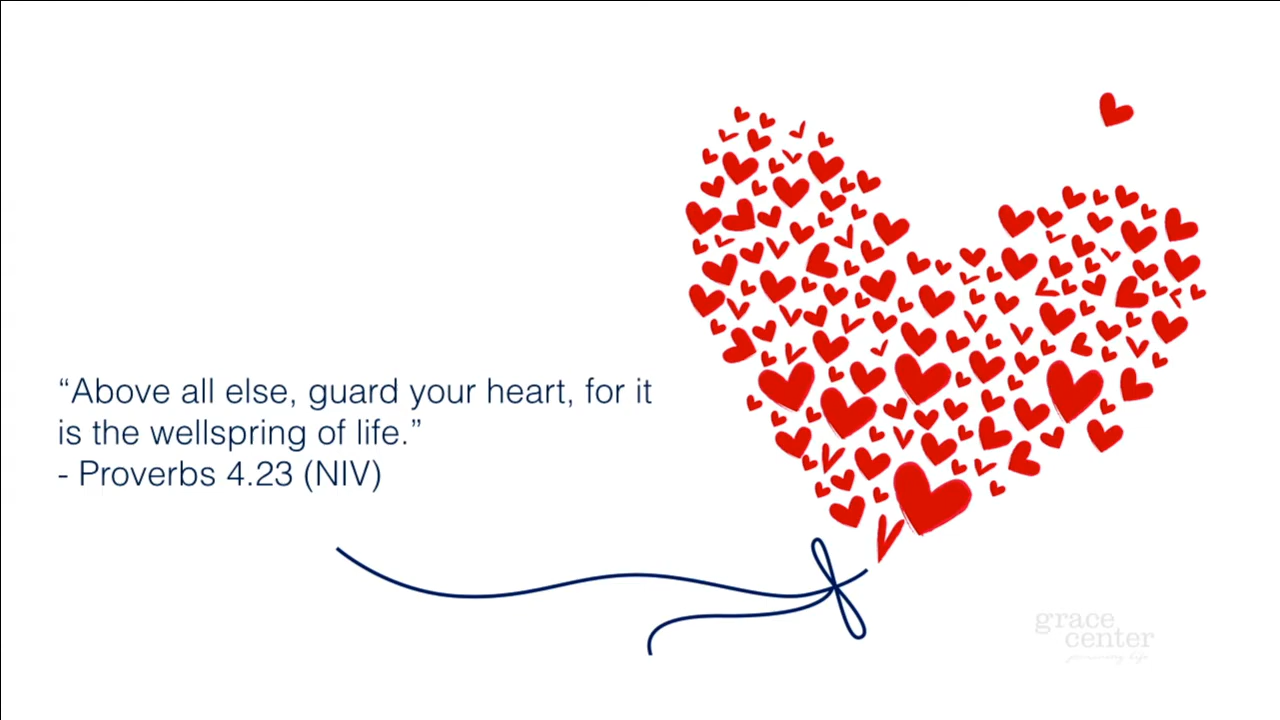 “Above all else, guard your heart, for it
is the wellspring of life.”
- Proverbs 4.23 (NIV)
grace
center